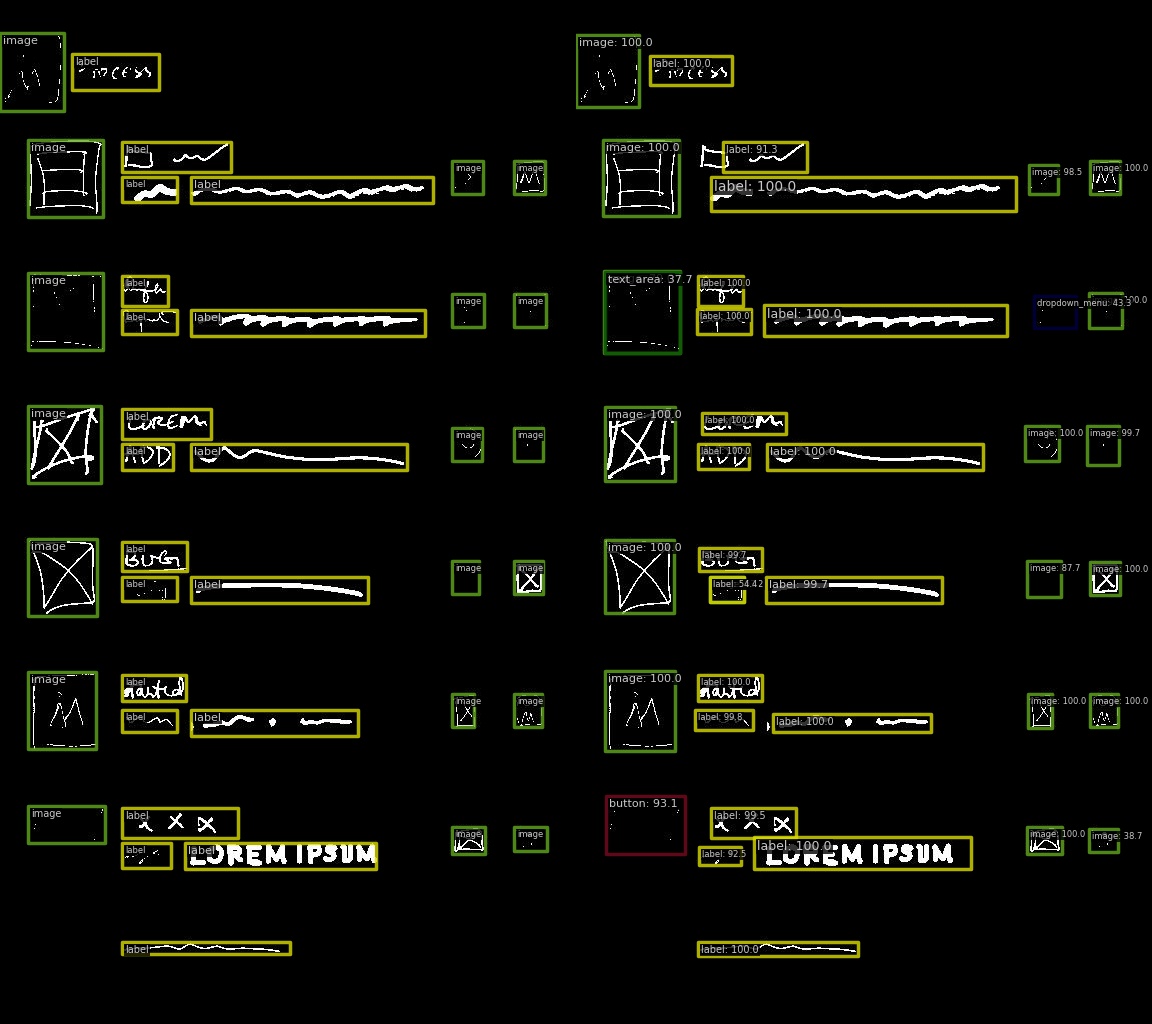 image
label
image: 100.0
label: 100.0
image
label
image: 100.0
label: 91.3
label
label
image
image
label: 100.0
image: 98.5
image: 100.0
image
label
text_area: 37.7
label: 100.0
label
label
image
image
label: 100.0
label: 100.0
dropdown_menu: 43.3
image
label
LOREM
image: 100.0
label: 100.0
label
label
image
image
label: 100.0
label: 100.0
image: 100.0
image: 99.7
image
label
image: 100.0
label: 99.7
label
label
image
image
label: 54.42
label: 99.7
image: 87.7
image: 100.0
image
label
image: 100.0
label: 100.0
label
label
image
image
label: 99.8
label: 100.0
image: 100.0
image: 100.0
image
label
x x x
button: 93.1
label: 99.5
label
label
LOREM IPSUM
image
image
label: 92.5
label: 100.0
LOREM IPSUM
image: 100.0
image: 38.7
label
label: 100.0